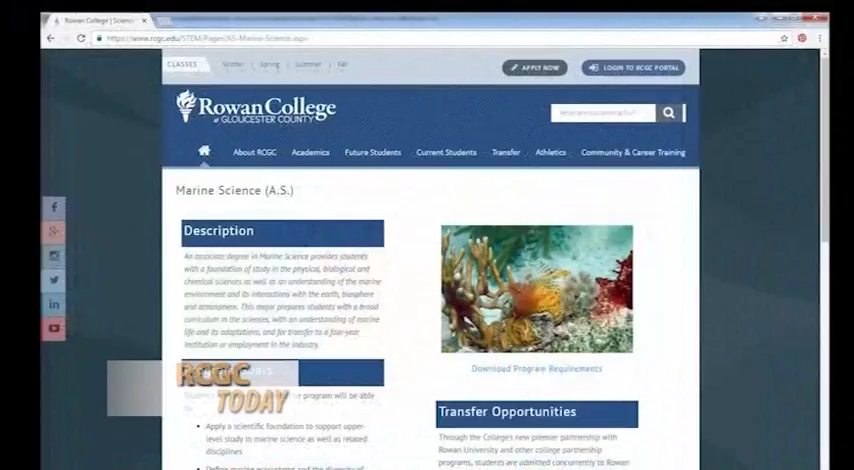 Rowan College | Science
https://www.rcgc.edu/STEM/Pages/AS-Marine-Science.aspx
CLASSES Winter | Spring | Summer | Fall
APPLY NOW
LOGIN TO RCGC PORTAL
Rowan College
at GLOUCESTER COUNTY
About RCGC Academics Future Students Current Students Transfer Athletics Community & Career Training
Marine Science (A.S.)
Description
An associate degree in Marine Science provides students
with a foundation of study in the physical, biological and
chemical sciences as well as an understanding of the marine
environment and its interactions with the earth, biosphere
and atmosphere. This major prepares students with a broad
curriculum in the sciences, with an understanding of marine
life and its adaptations, and for transfer to a four-year
institution or employment in the industry.
RCGC
TODAY
program will be able
Apply a scientific foundation to support upper-
level study in marine science as well as related
disciplines
Define marine ecosystems and the diversity of
Download Program Requirements
Transfer Opportunities
Through the College's new premier partnership with
Rowan University and other college partnership
programs, students are admitted concurrently to Rowan